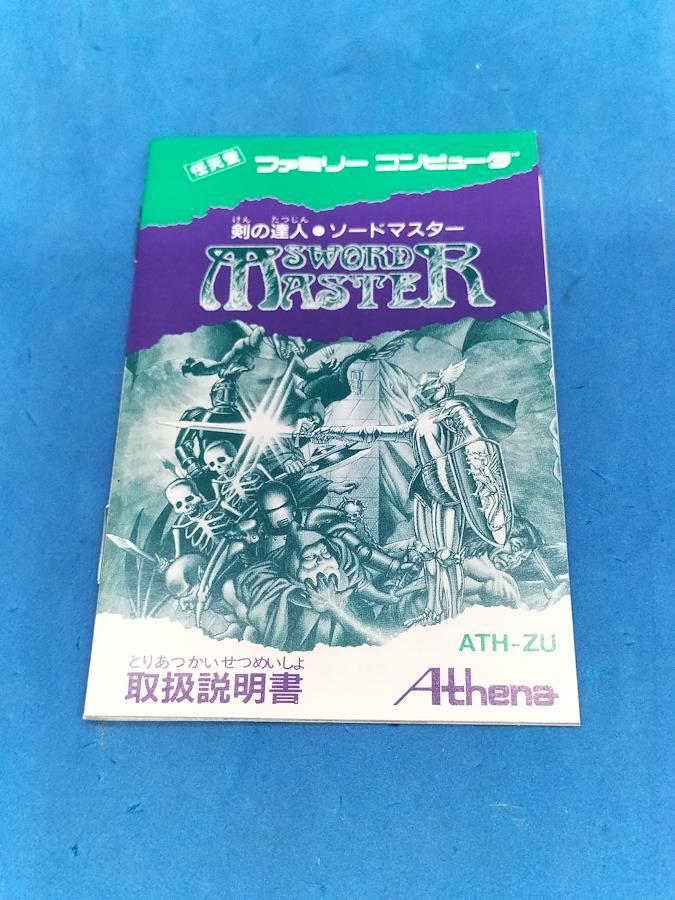 任天堂 ファミリー コンピュータ
けん たつじん
剣の達人●ソードマスター
SWORD
MASTER
ATH-ZU
とりあつかいせつめいしょ
取扱説明書
Athena